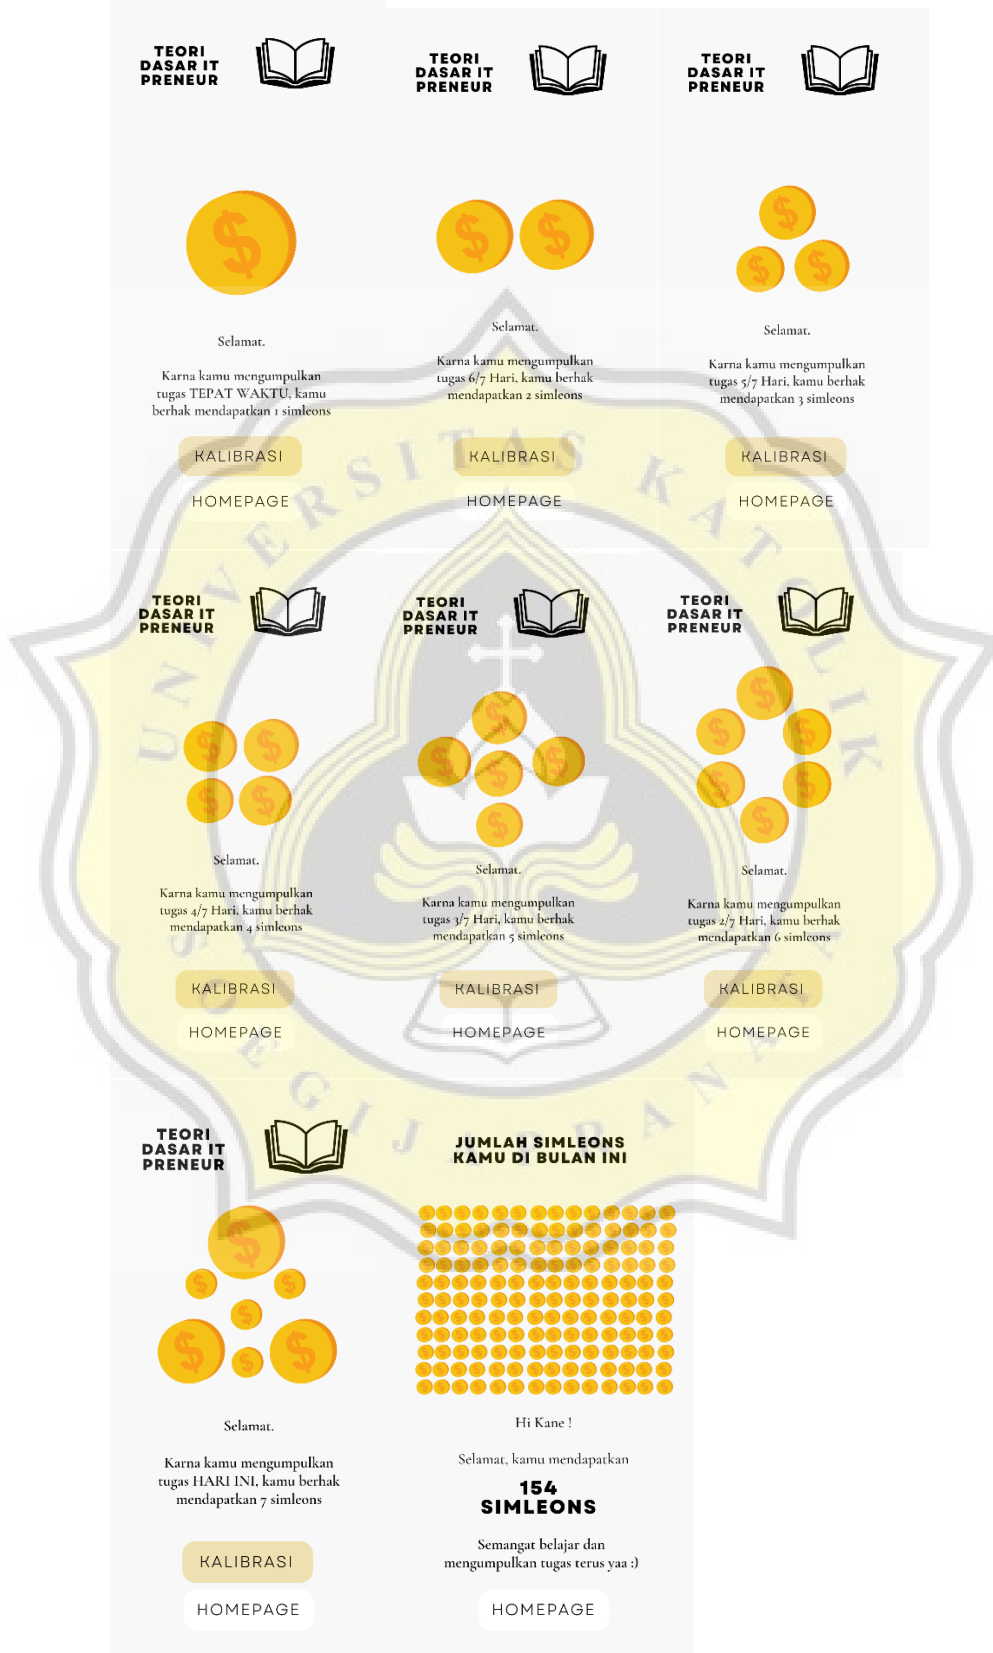 TEORI
DASAR IT
PRENEUR
Selamat.
Karna kamu mengumpulkan
tugas TEPAT WAKTU, kamu
berhak mendapatkan 1 simleons
KALIBRASI
HOMEPAGE
TEORI
DASAR IT
PRENEUR
Selamat.
Karna kamu mengumpulkan
tugas 6/7 Hari, kamu berhak
mendapatkan 2 simleons
KALIBRASI
HOMEPAGE
TEORI
DASAR IT
PRENEUR
Selamat.
Karna kamu mengumpulkan
tugas 5/7 Hari, kamu berhak
mendapatkan 3 simleons
KALIBRASI
HOMEPAGE
TEORI
DASAR IT
PRENEUR
Selamat.
Karna kamu mengumpulkan
tugas 4/7 Hari, kamu berhak
mendapatkan 4 simleons
KALIBRASI
HOMEPAGE
TEORI
DASAR IT
PRENEUR
Selamat.
Karna kamu mengumpulkan
tugas 3/7 Hari, kamu berhak
mendapatkan 5 simleons
KALIBRASI
HOMEPAGE
TEORI
DASAR IT
PRENEUR
Selamat.
Karna kamu mengumpulkan
tugas 2/7 Hari, kamu berhak
mendapatkan 6 simleons
KALIBRASI
HOMEPAGE
TEORI
DASAR IT
PRENEUR
Selamat.
Karna kamu mengumpulkan
tugas HARI INI, kamu berhak
mendapatkan 7 simleons
KALIBRASI
HOMEPAGE
JUMLAH SIMLEONS
KAMU DI BULAN INI
Hi Kane !
Selamat, kamu mendapatkan
154
SIMLEONS
Semangat belajar dan
mengumpulkan tugas terus yaa :)
HOMEPAGE
UNIVERSITAS KATOLIK
SOEGIJAPRANATA